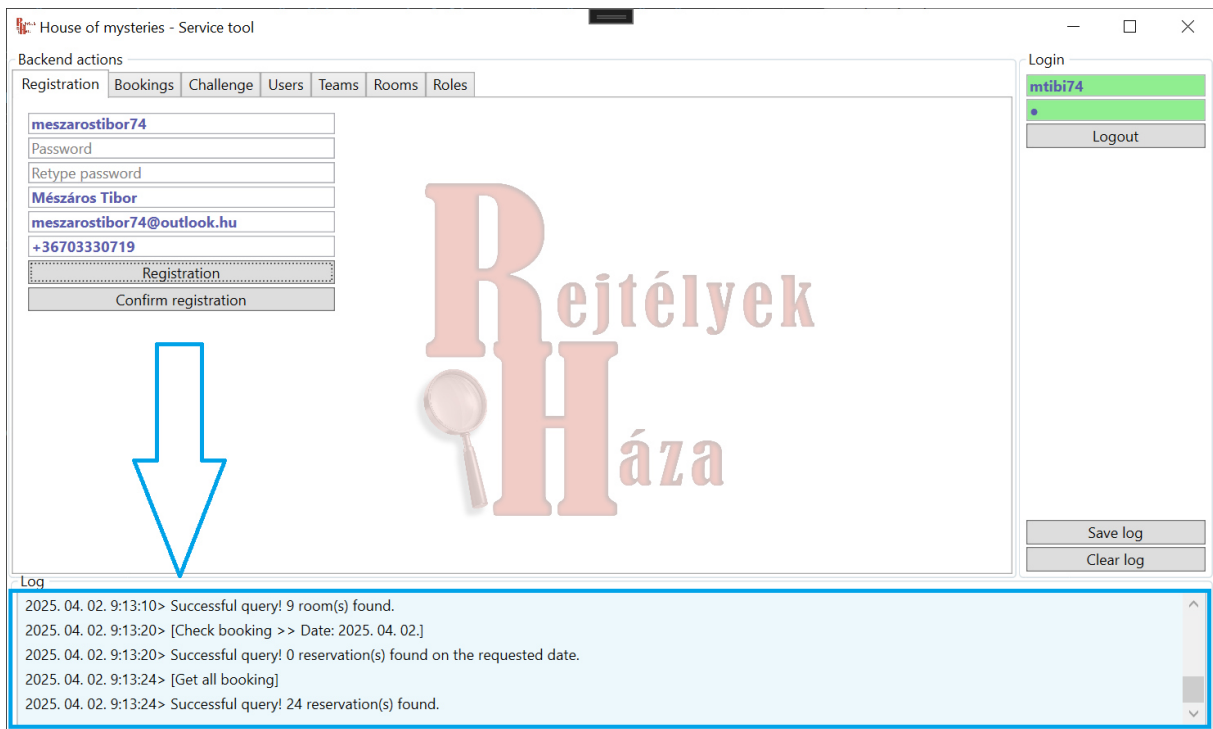 House of mysteries - Service tool
Backend actions
Registration Bookings Challenge Users Teams Rooms Roles
meszarostibor74
Password
Retype password
Mészáros Tibor
meszarostibor74@outlook.hu
+36703330719
Registration
Confirm registration
Rejtélyek
Háza
Login
mtibi74
Logout
Save log
Clear log
Log
2025. 04. 02. 9:13:10> Successful query! 9 room(s) found.
2025. 04. 02. 9:13:20> [Check booking >> Date: 2025. 04. 02.]
2025. 04. 02. 9:13:20> Successful query! 0 reservation(s) found on the requested date.
2025. 04. 02. 9:13:24> [Get all booking]
2025. 04. 02. 9:13:24> Successful query! 24 reservation(s) found.